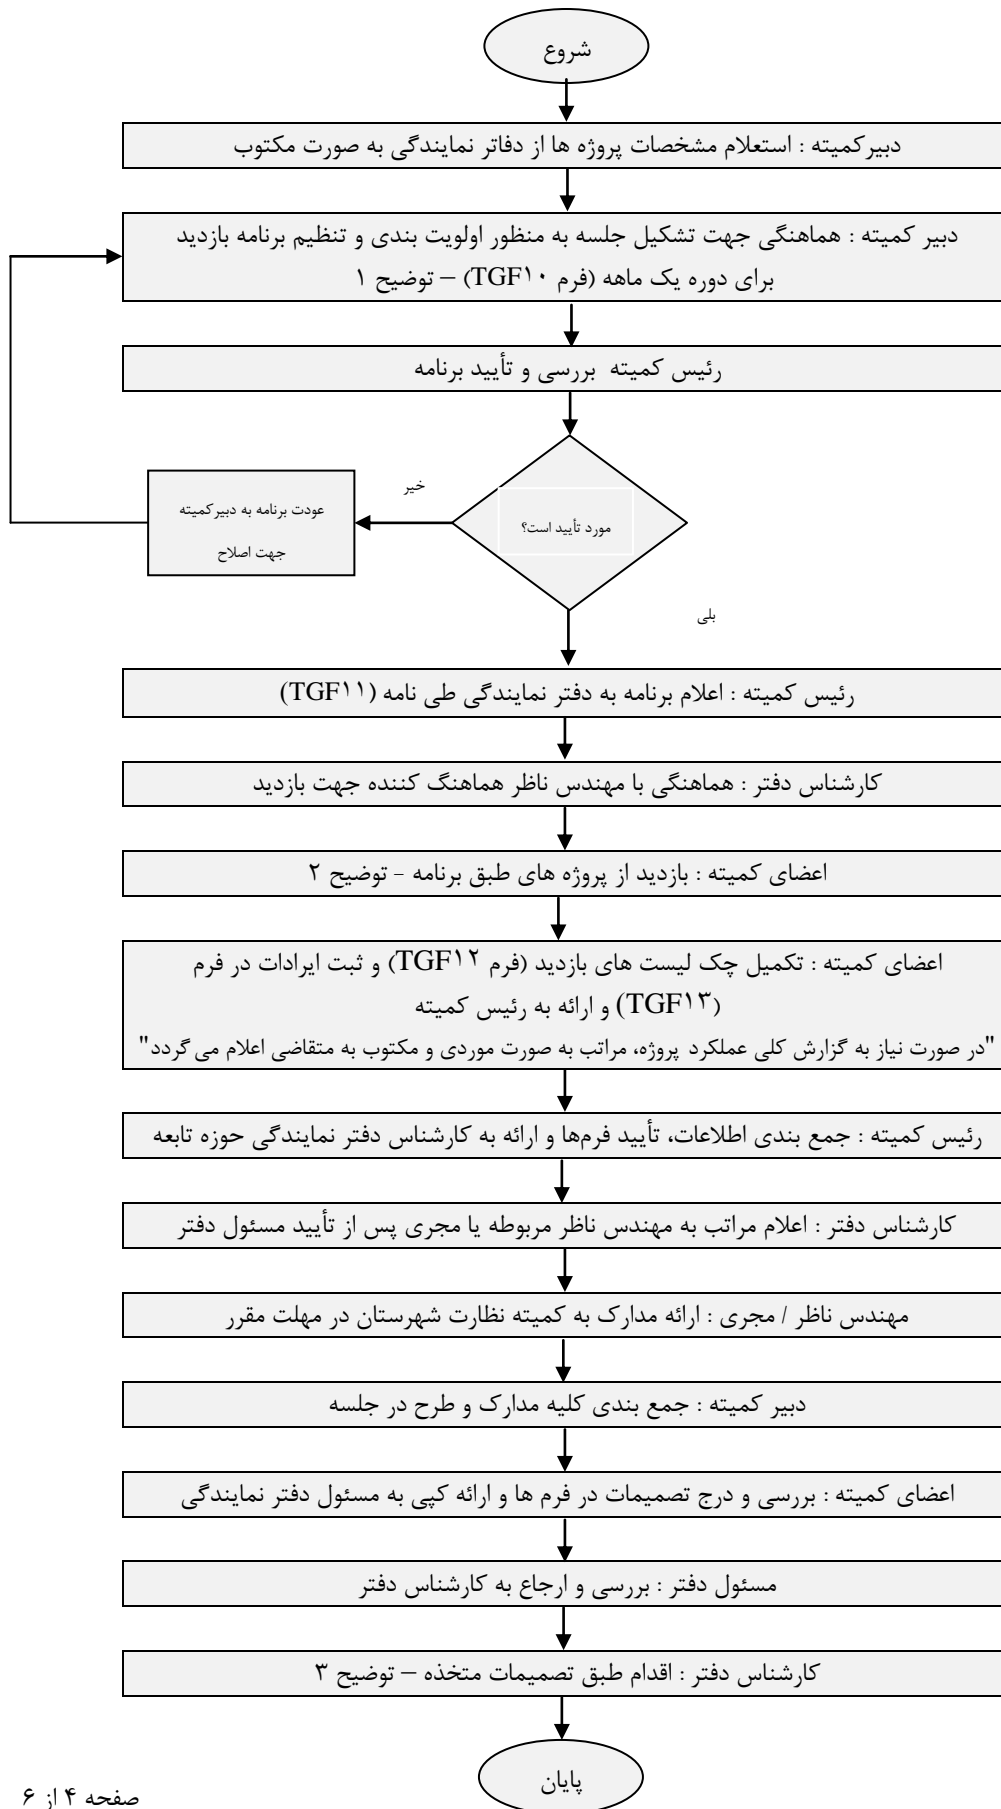 شروع
دبیرکمیته : استعلام مشخصات پروژه ها از دفاتر نمایندگی به صورت مکتوب
دبیر کمیته : هماهنگی جهت تشکیل جلسه به منظور اولویت بندی و تنظیم برنامه بازدید
برای دوره یک ماهه (فرم TGF۱۰) – توضیح ۱
رئیس کمیته بررسی و تأیید برنامه
مورد تأیید است؟
خیر
عودت برنامه به دبیرکمیته
جهت اصلاح
بلی
رئیس کمیته : اعلام برنامه به دفتر نمایندگی طی نامه (TGF۱۱)
کارشناس دفتر : هماهنگی با مهندس ناظر هماهنگ کننده جهت بازدید
اعضای کمیته : بازدید از پروژه های طبق برنامه - توضیح ۲
اعضای کمیته : تکمیل چک لیست های بازدید (فرم TGF۱۲) و ثبت ایرادات در فرم
(TGF۱۳) و ارائه به رئیس کمیته
"در صورت نیاز به گزارش کلی عملکرد پروژه، مراتب به صورت موردی و مکتوب به متقاضی اعلام می گردد"
رئیس کمیته : جمع بندی اطلاعات، تأیید فرم‌ها و ارائه به کارشناس دفتر نمایندگی حوزه تابعه
کارشناس دفتر : اعلام مراتب به مهندس ناظر مربوطه یا مجری پس از تأیید مسئول دفتر
مهندس ناظر / مجری : ارائه مدارک به کمیته نظارت شهرستان در مهلت مقرر
دبیر کمیته : جمع بندی کلیه مدارک و طرح در جلسه
اعضای کمیته : بررسی و درج تصمیمات در فرم ها و ارائه کپی به مسئول دفتر نمایندگی
مسئول دفتر : بررسی و ارجاع به کارشناس دفتر
کارشناس دفتر : اقدام طبق تصمیمات متخذه – توضیح ۳
پایان
صفحه ۴ از ۶